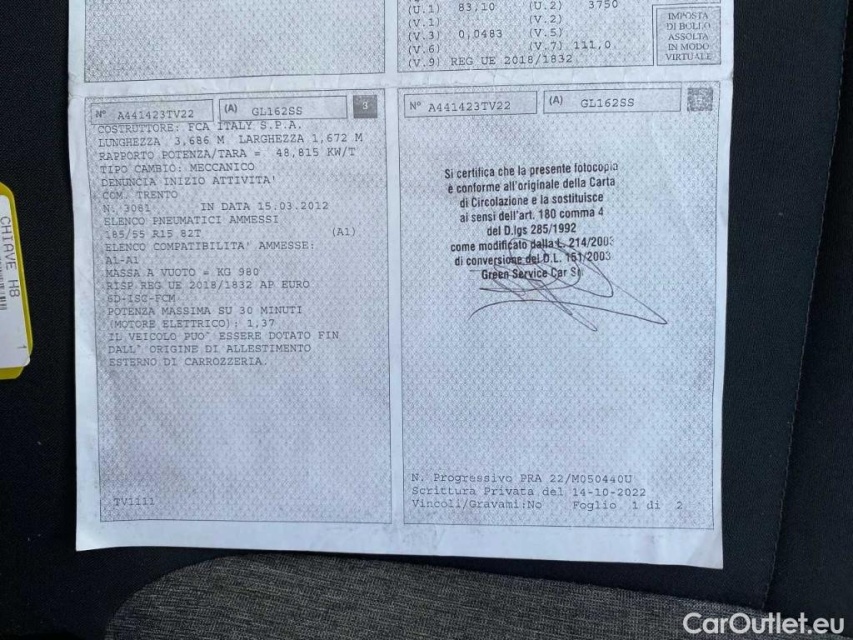 (U.1) 83,10 (U.2) 3750
(V.1) (V.2)
(V.3) 0,0483 (V.5)
(V.6) (V.7) 111,0
(V.9) REG UE 2018/1832
IMPOSTA
DI BOLLO
ASSOLTA
IN MODO
VIRTUALE
N° A441423TV22 (A) GL162SS 3
COSTRUTTORE: FCA ITALY S.P.A.
LUNGHEZZA 3,686 M LARGHEZZA 1,672 M
RAPPORTO POTENZA/TARA = 48,815 KW/T
TIPO CAMBIO: MECCANICO
DENUNCIA INIZIO ATTIVITA'
COM. TRENTO
N. 3061 IN DATA 15.03.2012
ELENCO PNEUMATICI AMMESSI
185/55 R15 82T (A1)
ELENCO COMPATIBILITA' AMMESSE:
A1-A1
MASSA A VUOTO = KG 980
RISP REG UE 2018/1832 AP EURO
6D-ISC-FCM
POTENZA MASSIMA SU 30 MINUTI
(MOTORE ELETTRICO): 1,37
IL VEICOLO PUO' ESSERE DOTATO FIN
DALL' ORIGINE DI ALLESTIMENTO
ESTERNO DI CARROZZERIA.
TV1111
N° A441423TV22 (A) GL162SS
Si certifica che la presente fotocopia
è conforme all'originale della Carta
di Circolazione e la sostituisce
ai sensi dell'art. 180 comma 4
del D.lgs 285/1992
come modificato dalla L. 214/2003
di conversione del D.L. 151/2003
Green Service Car Srl
N. Progressivo PRA 22/M050440U
Scrittura Privata del 14-10-2022
Vincoli/Gravami:No Foglio 1 di 2
CHIAVE H8
CarOutlet.eu